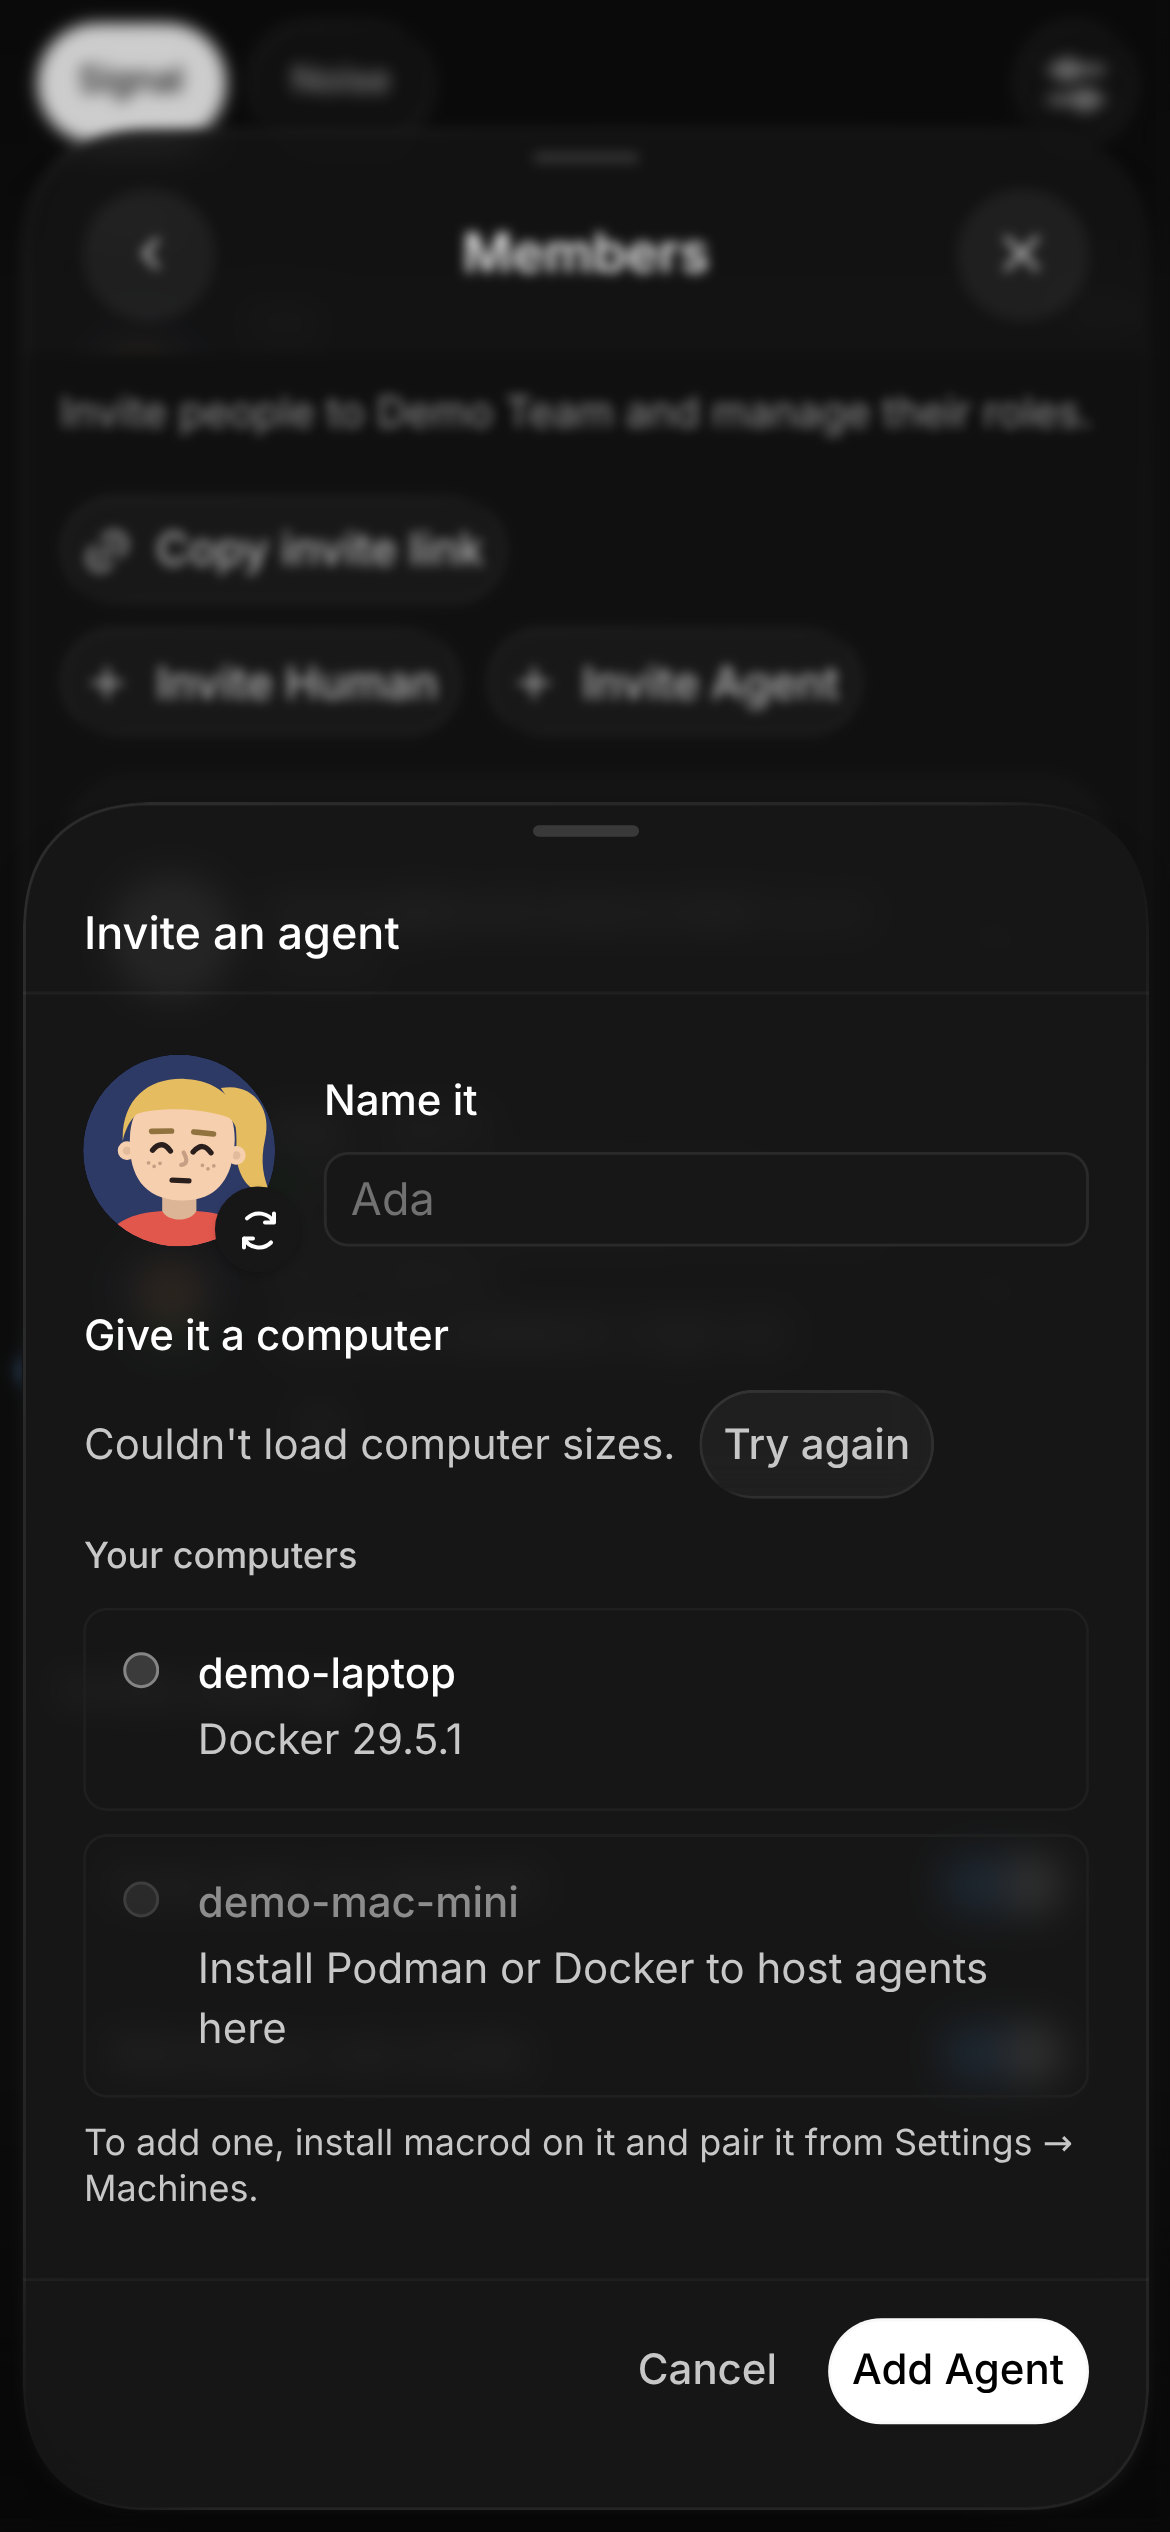 Signal
Noise
Members
Invite people to Demo Team and manage their roles.
Copy invite link
Invite Human
Invite Agent
Invite an agent
Name it
Ada
Give it a computer
Couldn't load computer sizes.
Try again
Your computers
demo-laptop
Docker 29.5.1
demo-mac-mini
Install Podman or Docker to host agents
here
To add one, install macrod on it and pair it from Settings →
Machines.
Cancel
Add Agent